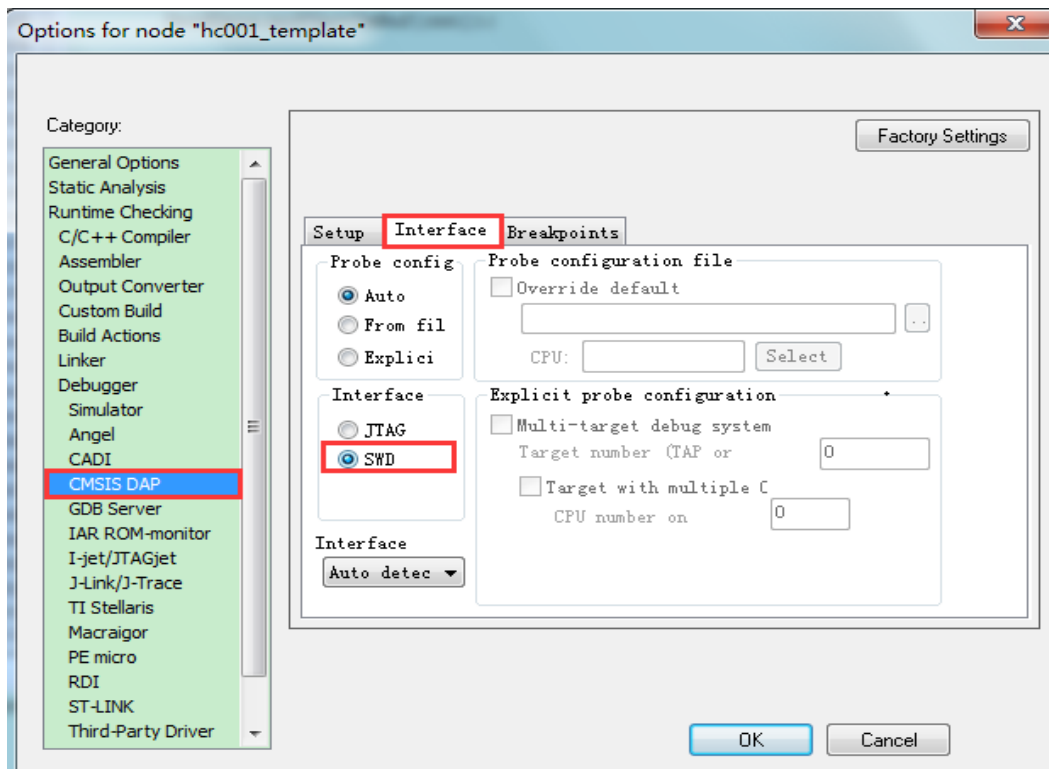 Options for node "hc001_template"
Category:
Factory Settings
General Options
Static Analysis
Runtime Checking
C/C++ Compiler
Assembler
Output Converter
Custom Build
Build Actions
Linker
Debugger
Simulator
Angel
CADI
CMSIS DAP
GDB Server
IAR ROM-monitor
I-jet/JTAGjet
J-Link/J-Trace
TI Stellaris
Macraigor
PE micro
RDI
ST-LINK
Third-Party Driver
Setup Interface Breakpoints
Probe config
Auto
From fil
Explici
Probe configuration file
Override default
..
CPU: Select
Interface
JTAG
SWD
Explicit probe configuration
Multi-target debug system
Target number (TAP or 0
Target with multiple C
CPU number on 0
Interface
Auto detec
OK Cancel